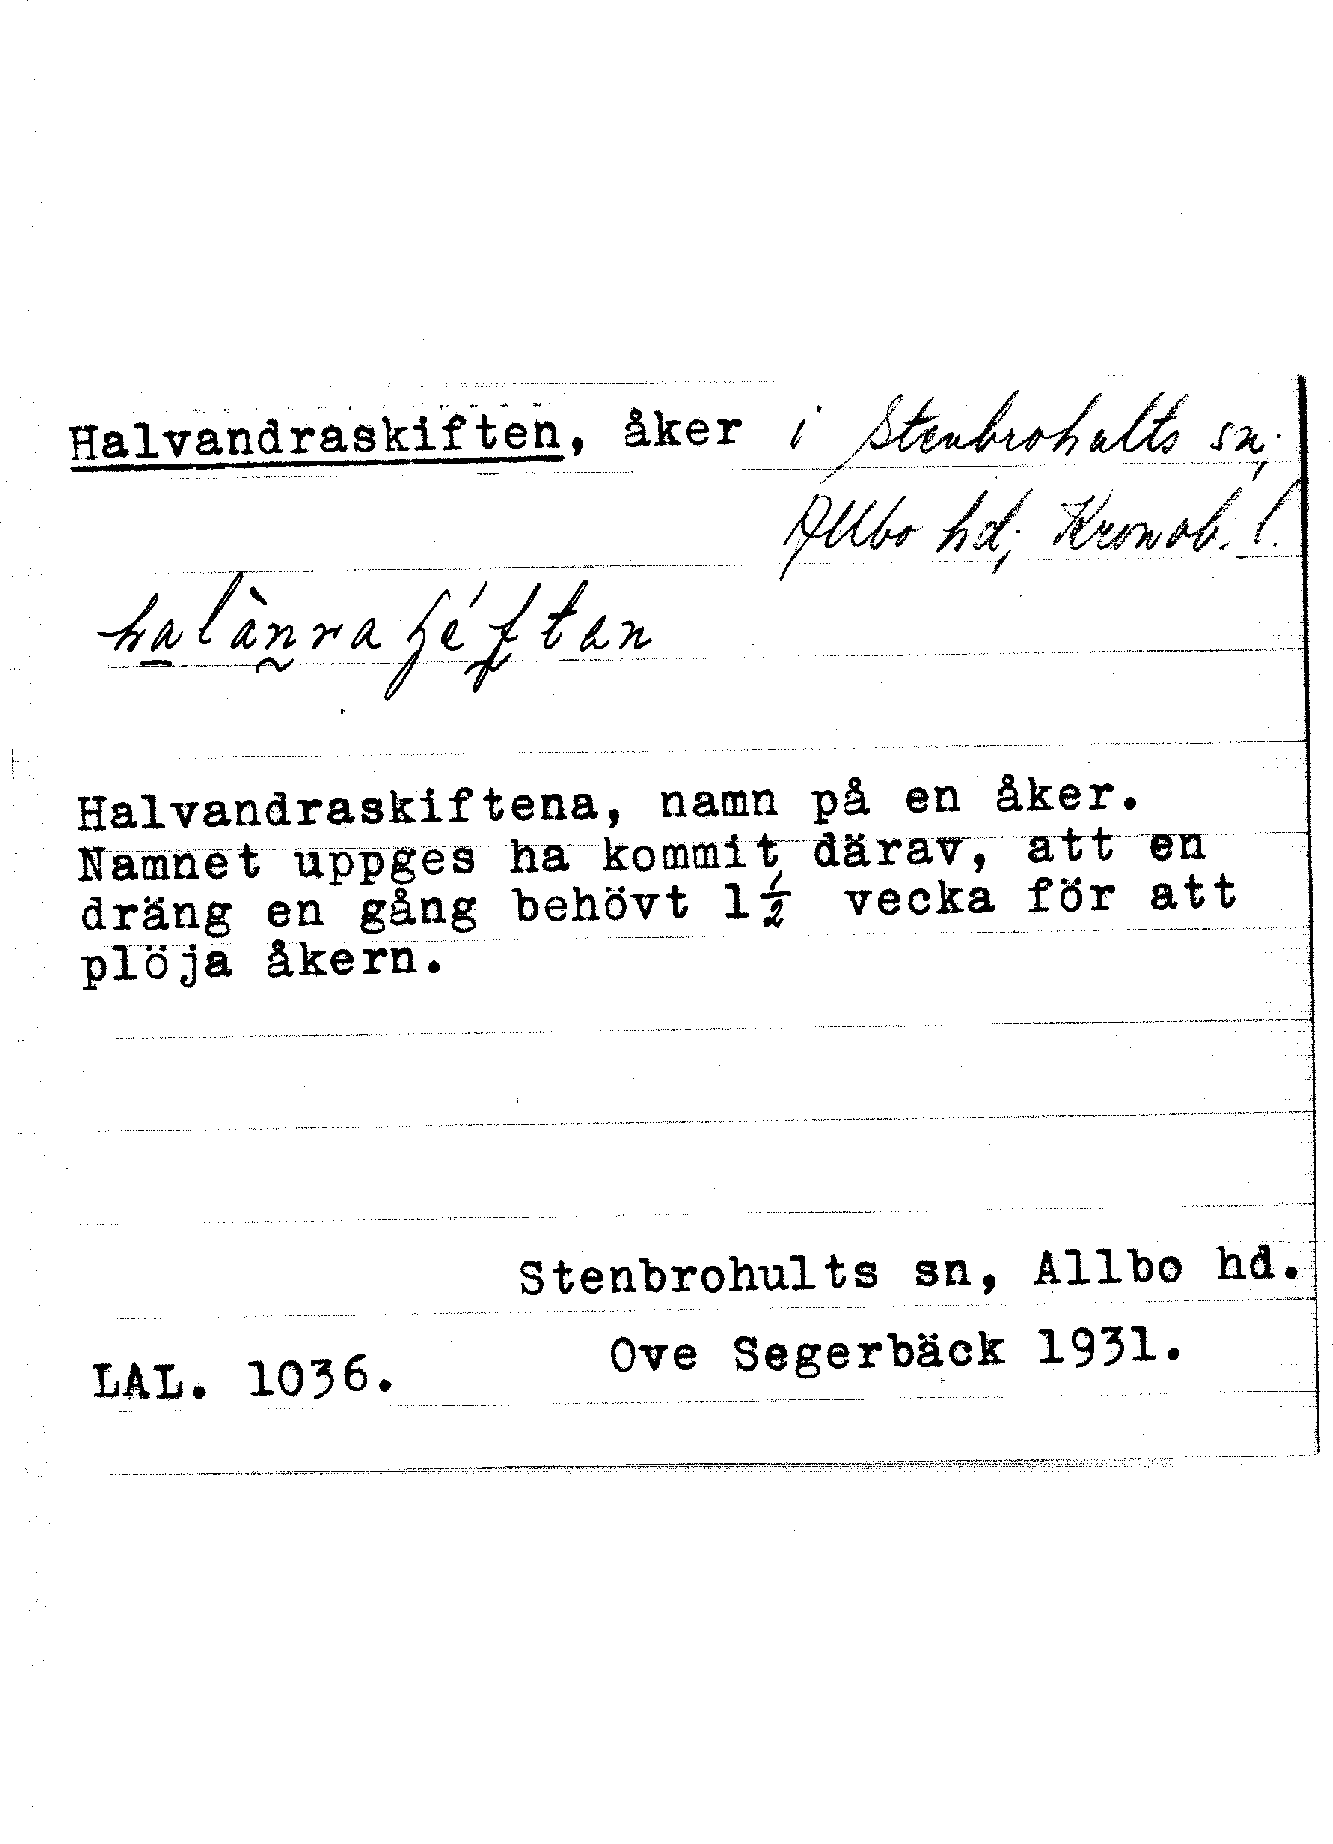 Halvandraskiften, åker i Stenbrohults sn,
Allbo hd, Kronob. l.
Halvandraskiftena, namn på en åker.
Namnet uppges ha kommit därav, att en
dräng en gång behövt 1½ vecka för att
plöja åkern.
Stenbrohults sn, Allbo hd.
Ove Segerbäck 1931.
LAL. 1036.